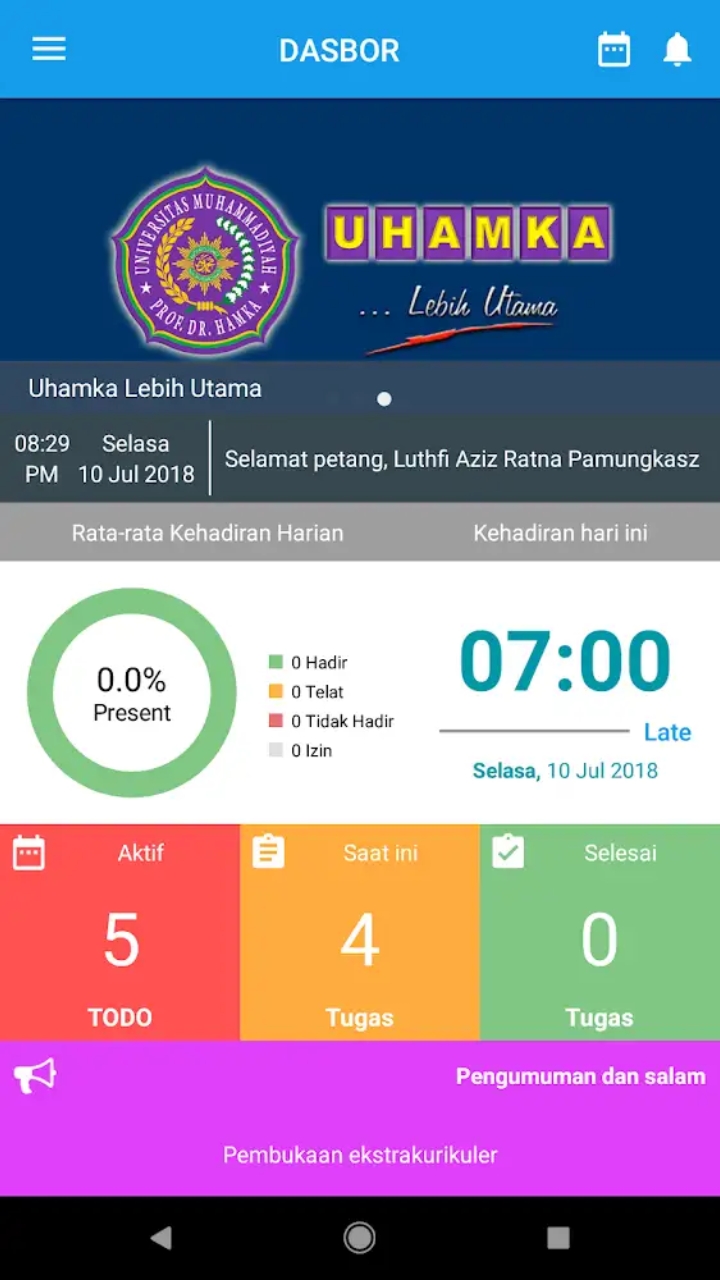 DASBOR
UNIVERSITAS MUHAMMADIYAH
PROF. DR. HAMKA
UHAMKA
... Lebih Utama
Uhamka Lebih Utama
08:29 PM
Selasa
10 Jul 2018
Selamat petang, Luthfi Aziz Ratna Pamungkasz
Rata-rata Kehadiran Harian
Kehadiran hari ini
0.0%
Present
0 Hadir
0 Telat
0 Tidak Hadir
0 Izin
07:00
Late
Selasa, 10 Jul 2018
Aktif
5
TODO
Saat ini
4
Tugas
Selesai
0
Tugas
Pengumuman dan salam
Pembukaan ekstrakurikuler